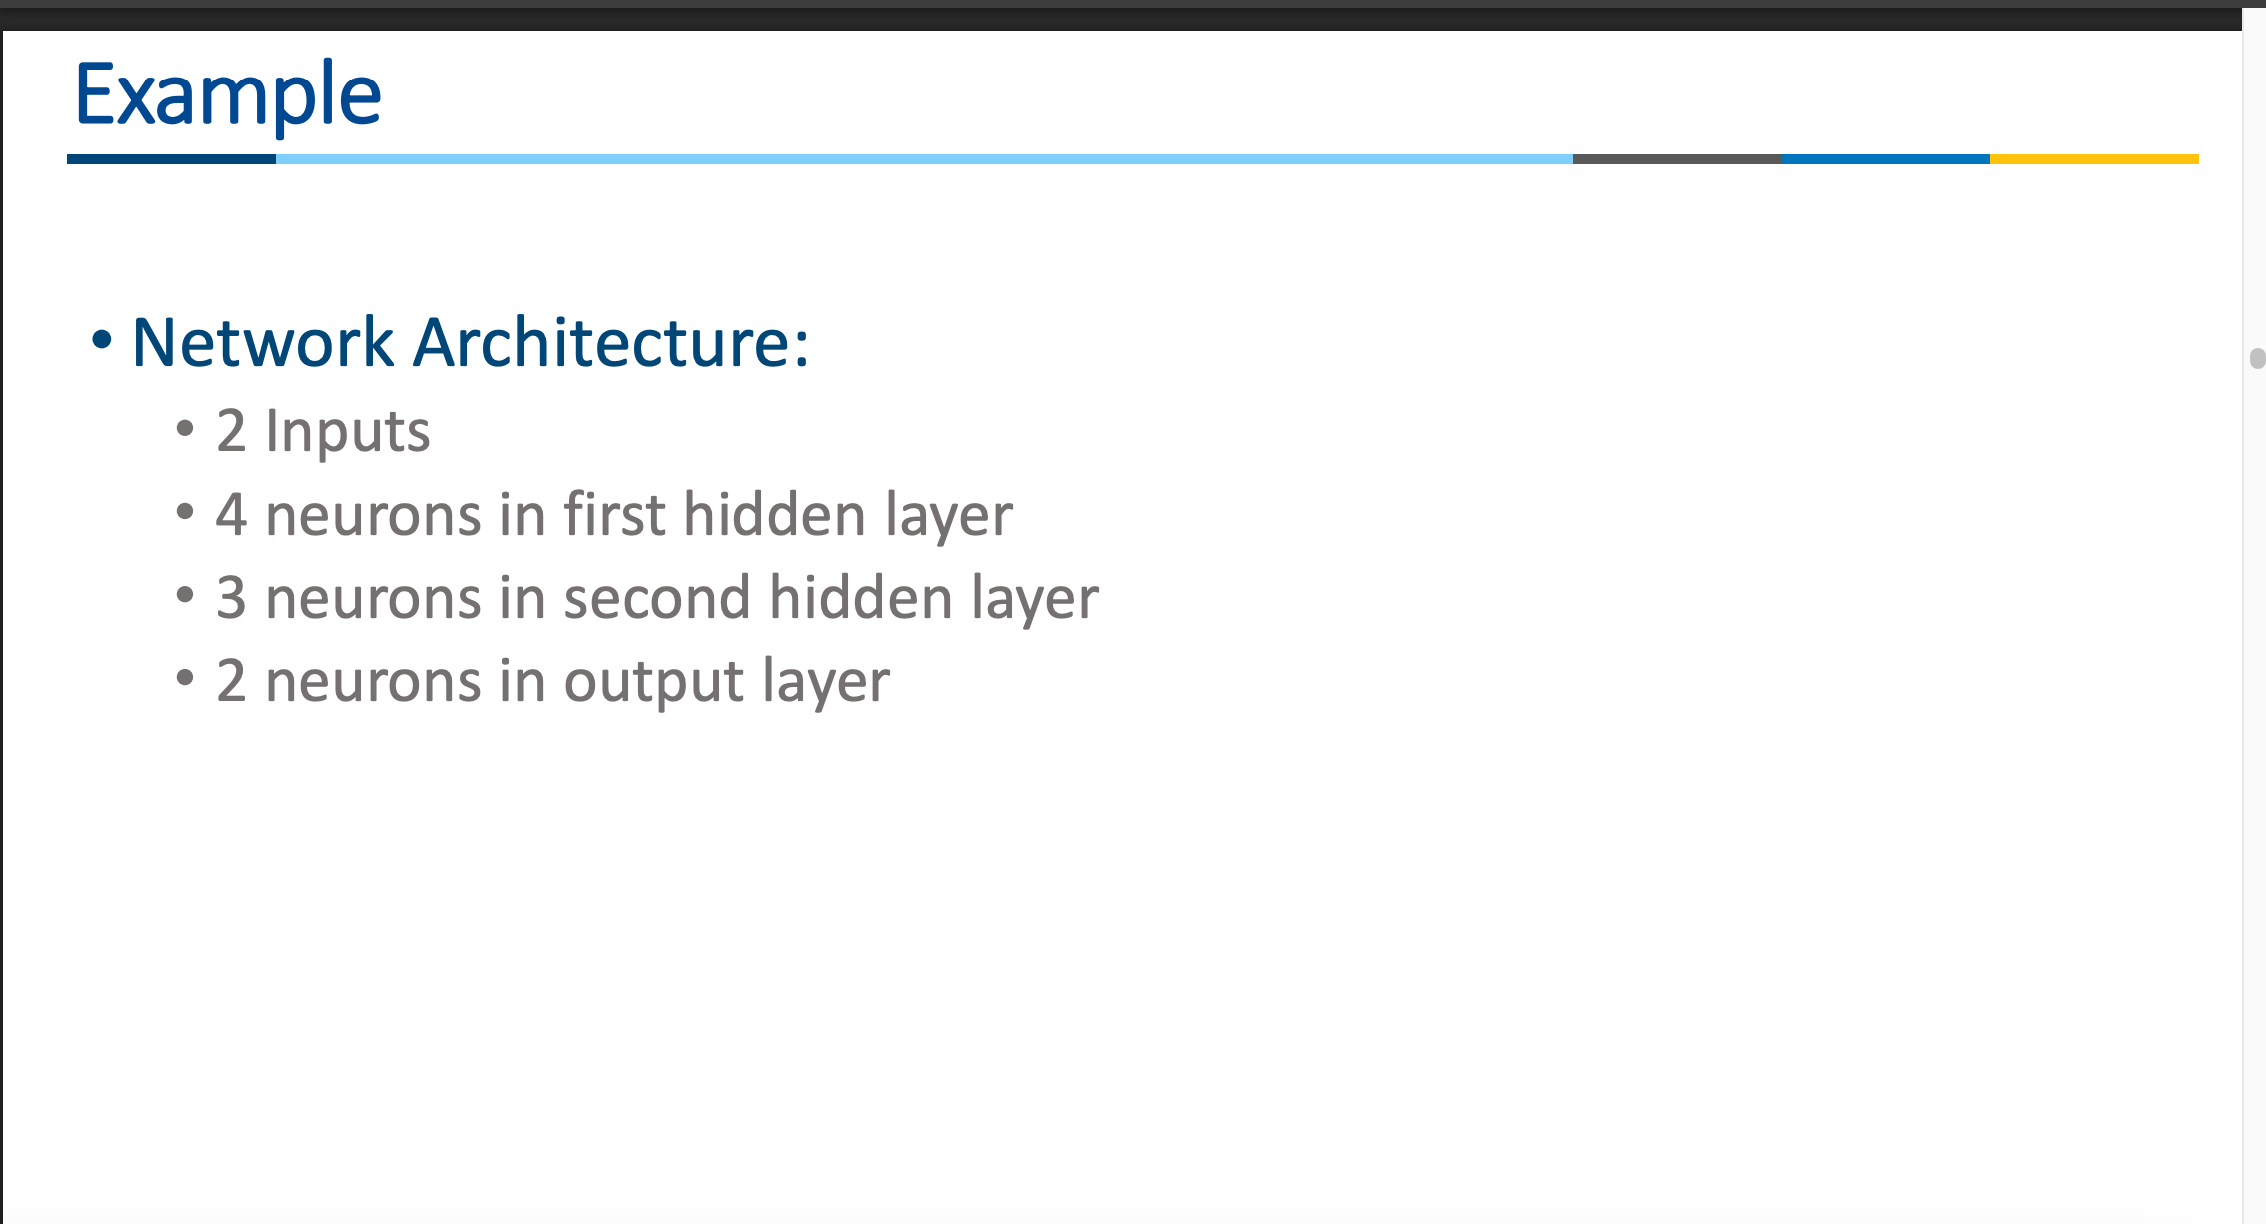 Example
• Network Architecture:
• 2 Inputs
• 4 neurons in first hidden layer
• 3 neurons in second hidden layer
• 2 neurons in output layer